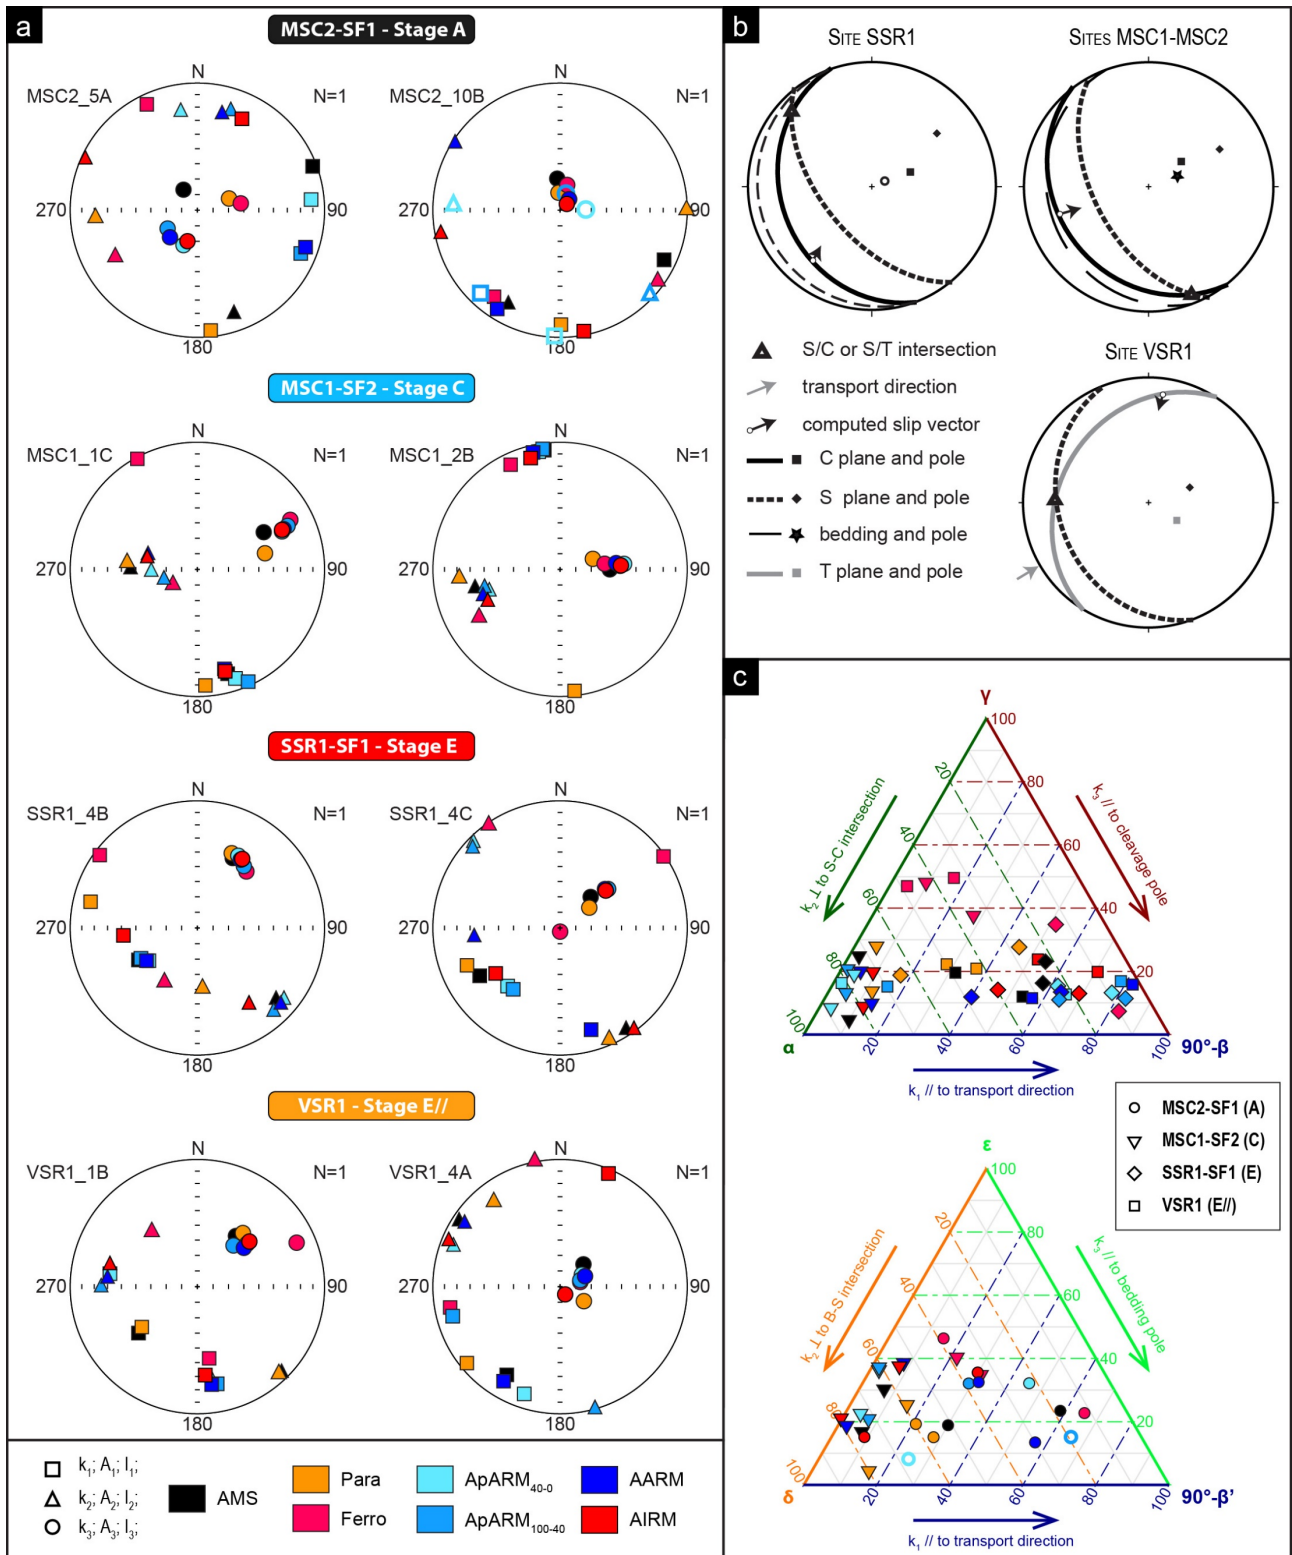 a
MSC2-SF1 - Stage A
MSC2_5A
N
N=1
270
90
180
MSC2_10B
N
N=1
270
90
180
MSC1-SF2 - Stage C
MSC1_1C
N
N=1
270
90
180
MSC1_2B
N
N=1
270
90
180
SSR1-SF1 - Stage E
SSR1_4B
N
N=1
270
90
180
SSR1_4C
N
N=1
270
90
180
VSR1 - Stage E//
VSR1_1B
N
N=1
270
90
180
VSR1_4A
N
N=1
270
90
180
k1; A1; I1;
k2; A2; I2;
k3; A3; I3;
AMS
Para
Ferro
ApARM40-0
ApARM100-40
AARM
AIRM
b
SITE SSR1
SITES MSC1-MSC2
SITE VSR1
S/C or S/T intersection
transport direction
computed slip vector
C plane and pole
S plane and pole
bedding and pole
T plane and pole
c
γ
100
80
60
40
20
20
40
60
80
100
α
20
40
60
80
100
90°-β
k2 ⊥ to S-C intersection
k3 // to cleavage pole
k1 // to transport direction
MSC2-SF1 (A)
MSC1-SF2 (C)
SSR1-SF1 (E)
VSR1 (E//)
ε
100
80
60
40
20
20
40
60
80
100
δ
20
40
60
80
100
90°-β'
k2 ⊥ to B-S intersection
k3 // to bedding pole
k1 // to transport direction